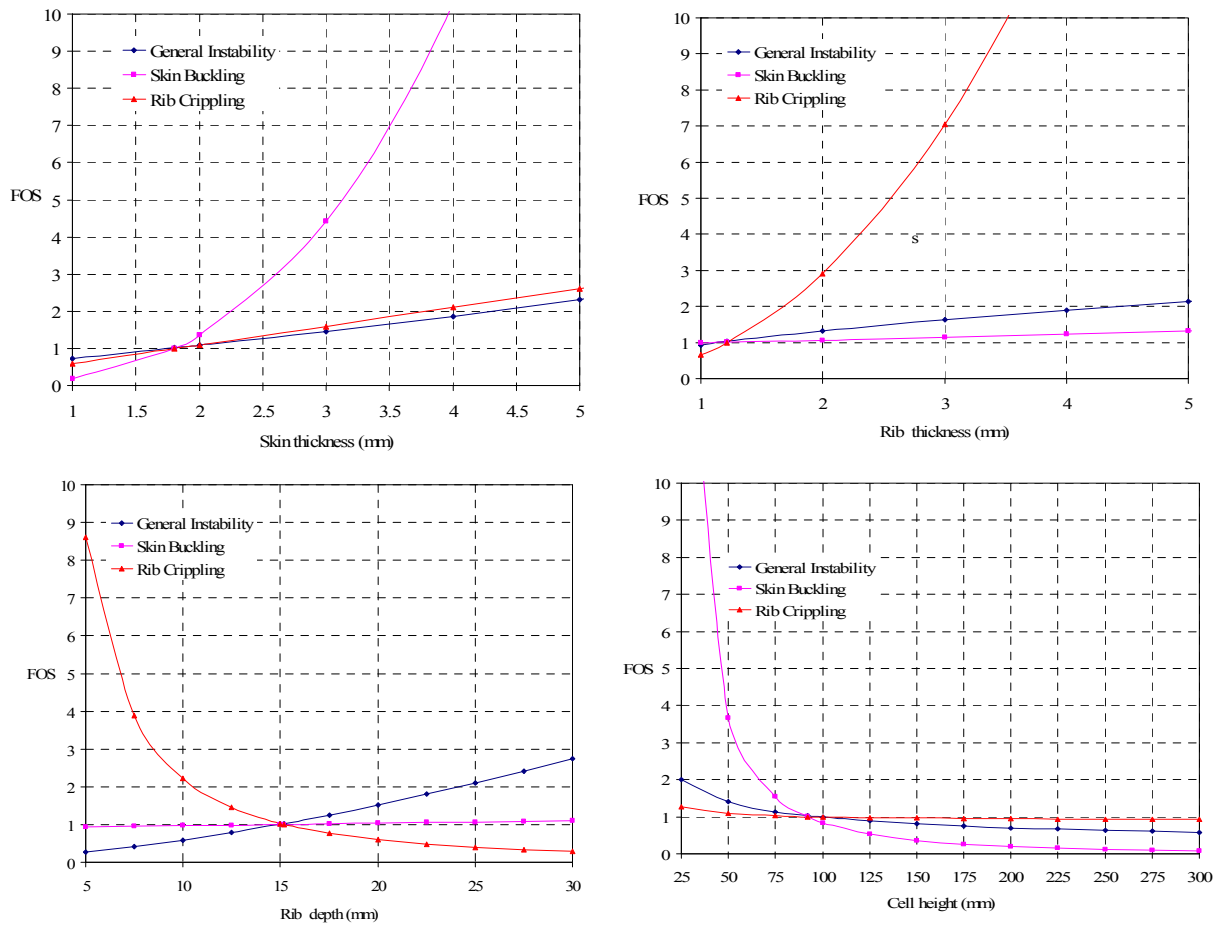 10
9
8
7
6
5
4
3
2
1
0
FOS
General Instability
Skin Buckling
Rib Crippling
1 1.5 2 2.5 3 3.5 4 4.5 5
Skin thickness (mm)
10
9
8
7
6
5
4
3
2
1
0
FOS
General Instability
Skin Buckling
Rib Crippling
s
1 2 3 4 5
Rib thickness (mm)
10
9
8
7
6
5
4
3
2
1
0
FOS
General Instability
Skin Buckling
Rib Crippling
5 10 15 20 25 30
Rib depth (mm)
10
9
8
7
6
5
4
3
2
1
0
FOS
General Instability
Skin Buckling
Rib Crippling
25 50 75 100 125 150 175 200 225 250 275 300
Cell height (mm)